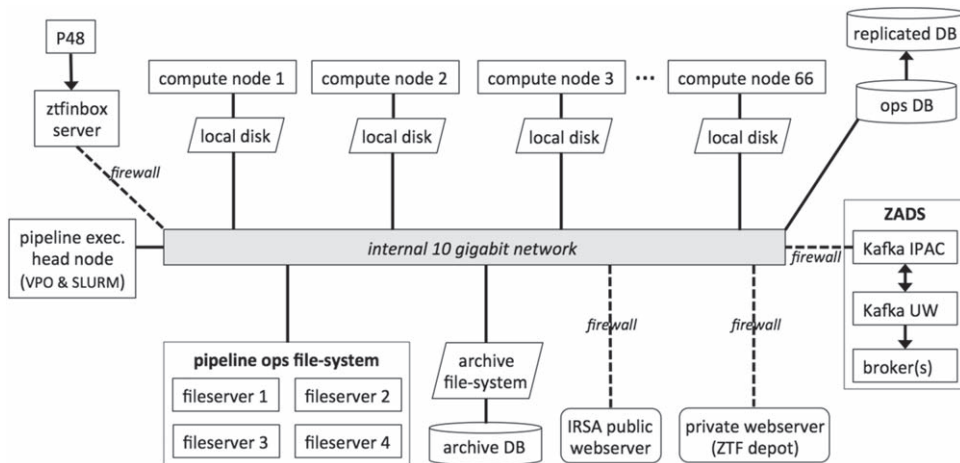 P48
ztfinbox
server
firewall
compute node 1
compute node 2
compute node 3
...
compute node 66
local disk
local disk
local disk
local disk
replicated DB
ops DB
pipeline exec.
head node
(VPO & SLURM)
internal 10 gigabit network
firewall
ZADS
Kafka IPAC
Kafka UW
broker(s)
pipeline ops file-system
fileserver 1
fileserver 2
fileserver 3
fileserver 4
archive
file-system
archive DB
firewall
IRSA public
webserver
firewall
private webserver
(ZTF depot)